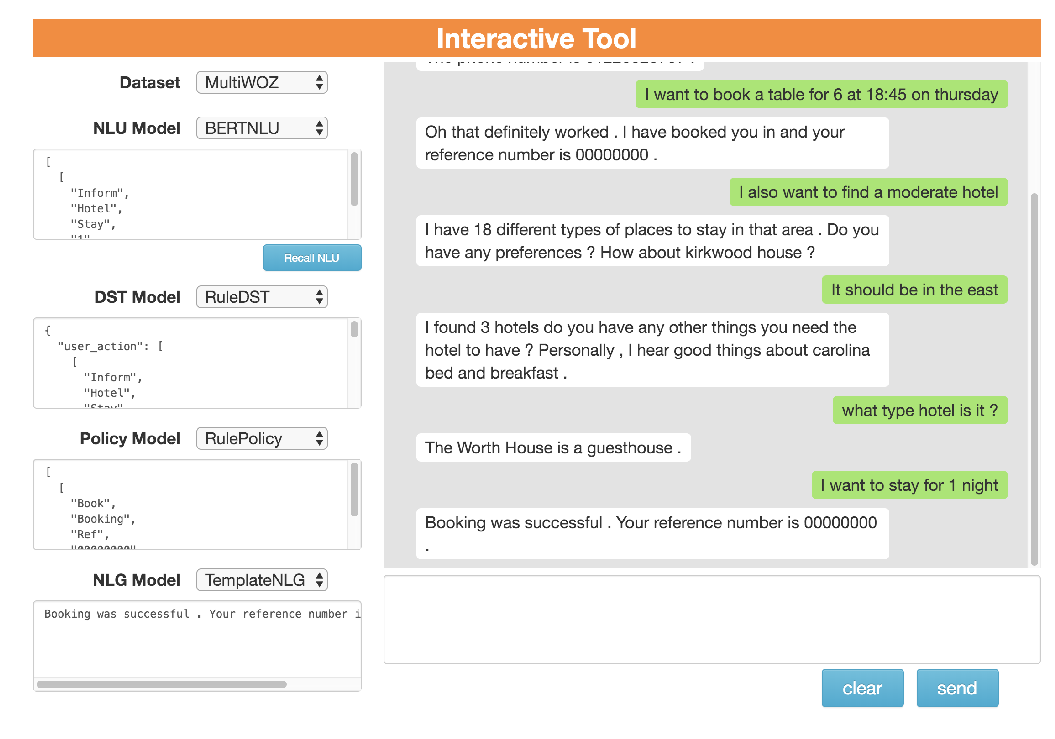 Interactive Tool
Dataset MultiWOZ
NLU Model BERTNLU
[
[
"Inform",
"Hotel",
"Stay",
"1"
Recall NLU
DST Model RuleDST
{
"user_action": [
[
"Inform",
"Hotel",
"Stay"
Policy Model RulePolicy
[
[
"Book",
"Booking",
"Ref",
"00000000"
NLG Model TemplateNLG
Booking was successful . Your reference number i
I want to book a table for 6 at 18:45 on thursday
Oh that definitely worked . I have booked you in and your
reference number is 00000000 .
I also want to find a moderate hotel
I have 18 different types of places to stay in that area . Do you
have any preferences ? How about kirkwood house ?
It should be in the east
I found 3 hotels do you have any other things you need the
hotel to have ? Personally , I hear good things about carolina
bed and breakfast .
what type hotel is it ?
The Worth House is a guesthouse .
I want to stay for 1 night
Booking was successful . Your reference number is 00000000
.
clear
send